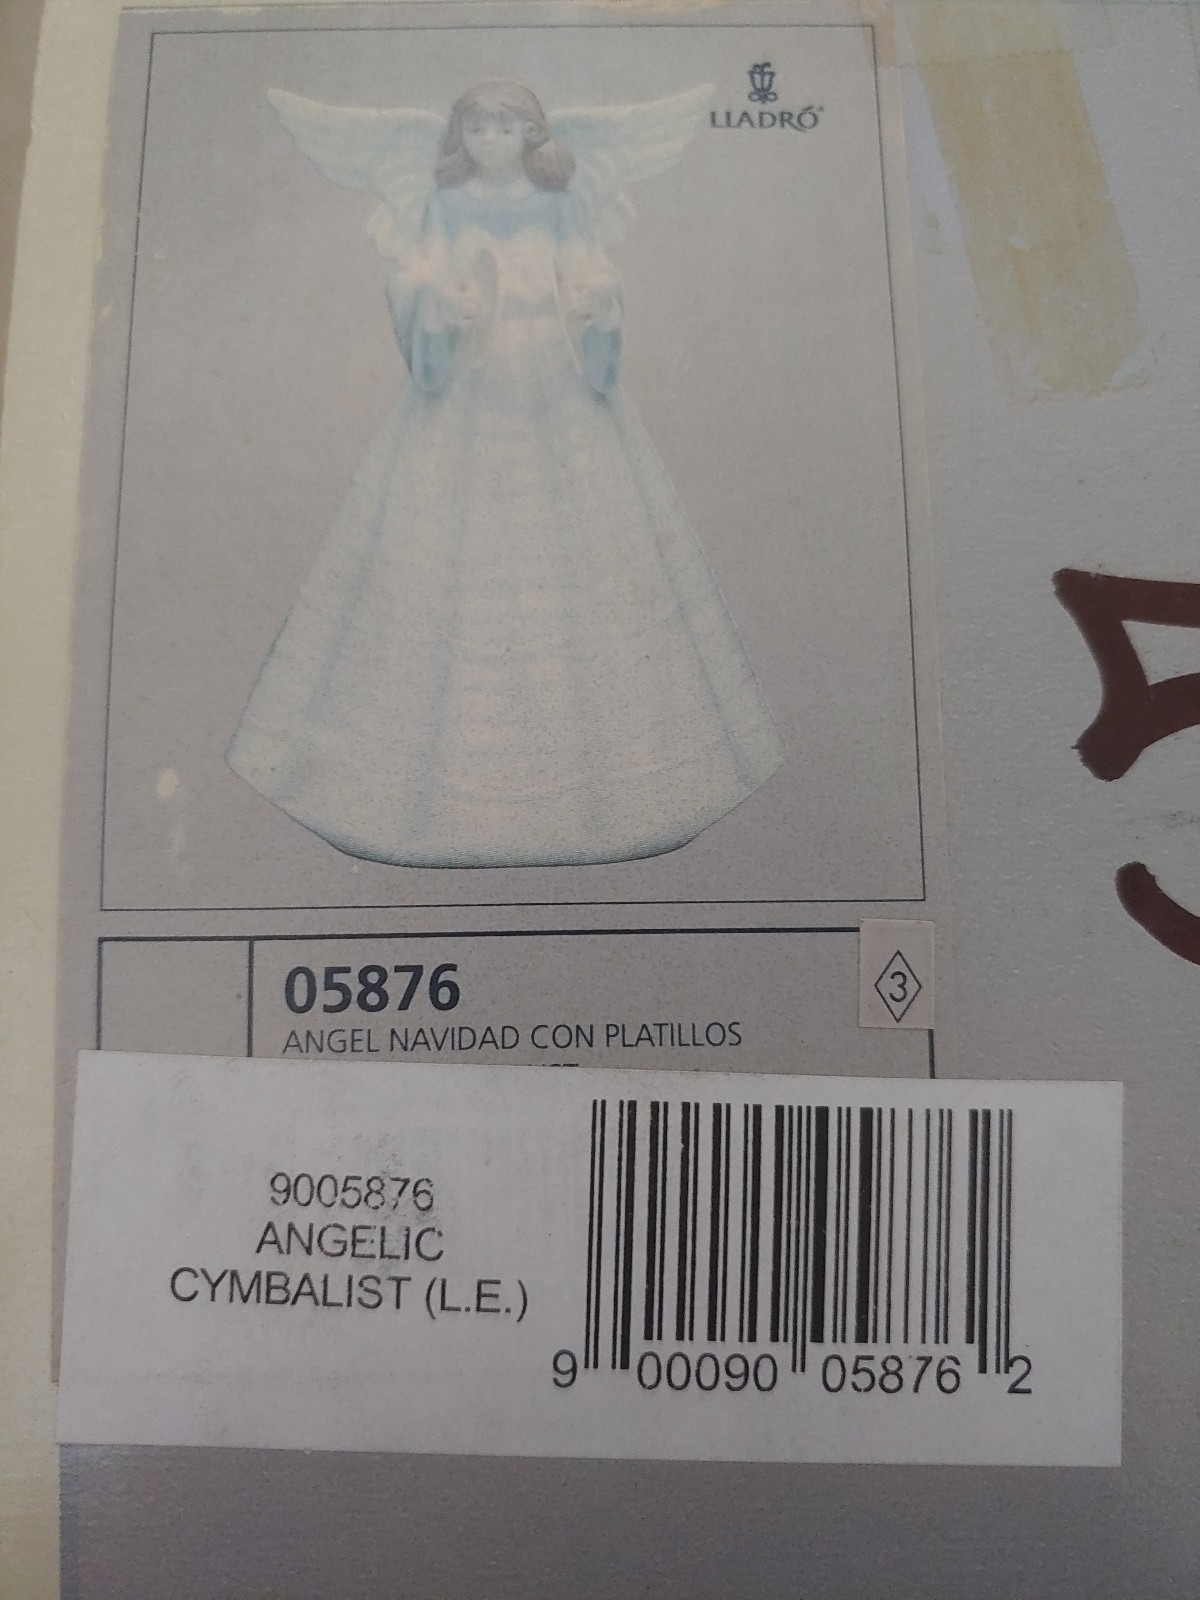 LLADRÓ®
05876
3
ANGEL NAVIDAD CON PLATILLOS
9005876
ANGELIC
CYMBALIST (L.E.)
9 00090 05876 2